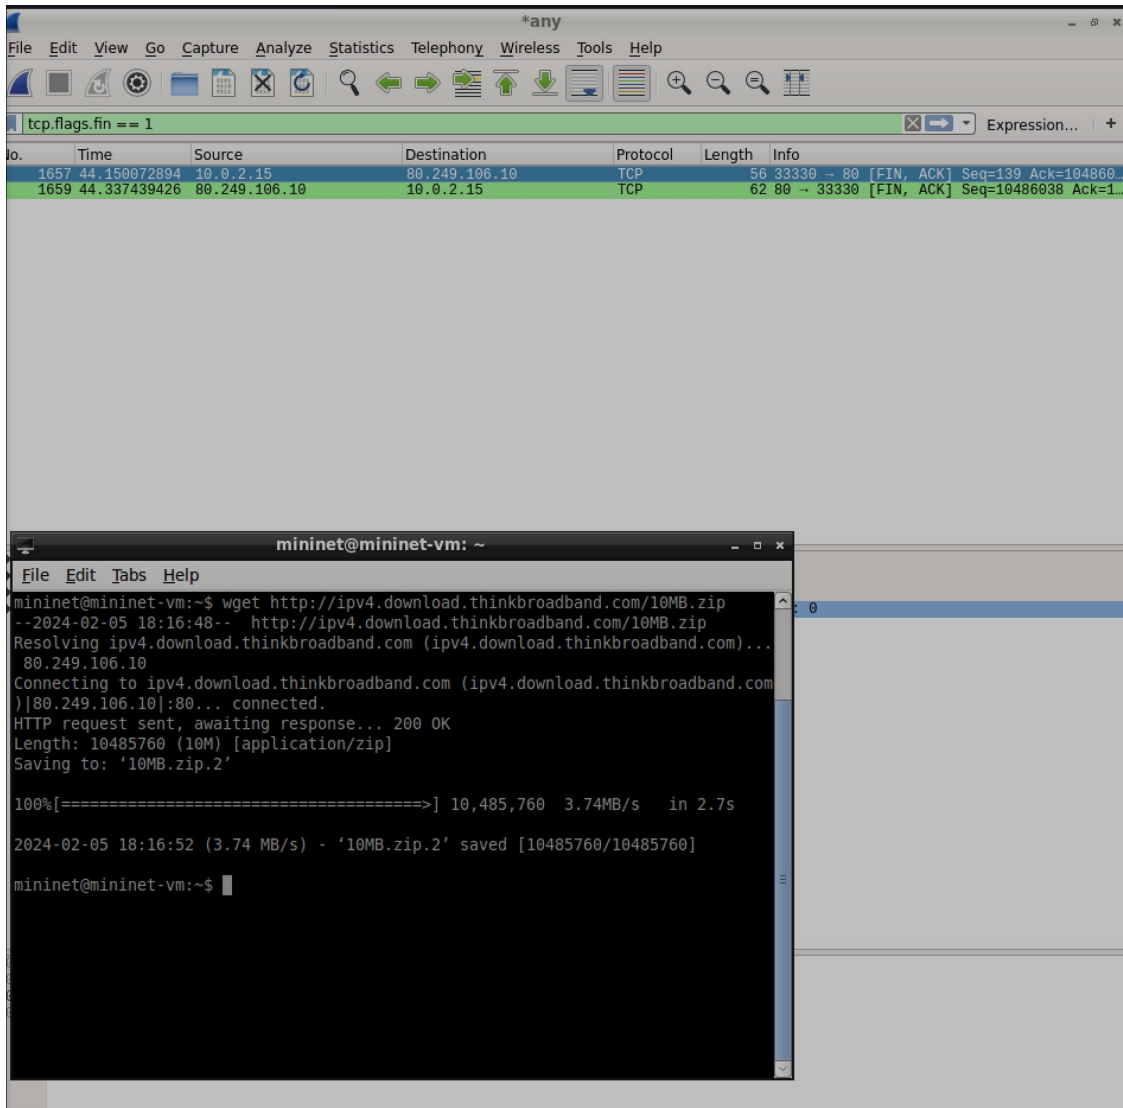 *any
File Edit View Go Capture Analyze Statistics Telephony Wireless Tools Help
tcp.flags.fin == 1 Expression... +
No. Time Source Destination Protocol Length Info
1657 44.150072894 10.0.2.15 80.249.106.10 TCP 56 33330 → 80 [FIN, ACK] Seq=139 Ack=104860…
1659 44.337439426 80.249.106.10 10.0.2.15 TCP 62 80 → 33330 [FIN, ACK] Seq=10486038 Ack=1…
mininet@mininet-vm: ~
File Edit Tabs Help
mininet@mininet-vm:~$ wget http://ipv4.download.thinkbroadband.com/10MB.zip
--2024-02-05 18:16:48-- http://ipv4.download.thinkbroadband.com/10MB.zip
: 0
Resolving ipv4.download.thinkbroadband.com (ipv4.download.thinkbroadband.com)...
80.249.106.10
Connecting to ipv4.download.thinkbroadband.com (ipv4.download.thinkbroadband.com
)|80.249.106.10|:80... connected.
HTTP request sent, awaiting response... 200 OK
Length: 10485760 (10M) [application/zip]
Saving to: ‘10MB.zip.2’
100%[======================================>] 10,485,760 3.74MB/s in 2.7s
2024-02-05 18:16:52 (3.74 MB/s) - ‘10MB.zip.2’ saved [10485760/10485760]
mininet@mininet-vm:~$